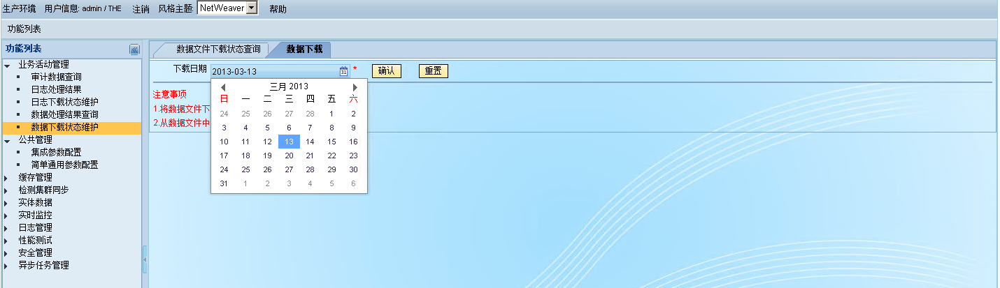 生产环境 用户信息: admin / THE 注销 风格主题: NetWeaver 帮助
功能列表
功能列表
业务活动管理
审计数据查询
日志处理结果
日志下载状态维护
数据处理结果查询
数据下载状态维护
公共管理
集成参数配置
简单通用参数配置
缓存管理
检测集群同步
实体数据
实时监控
日志管理
性能测试
安全管理
异步任务管理
数据文件下载状态查询 数据下载
下载日期 2013-03-13 31 * 确认 重置
注意事项
1.将数据文件下
2.从数据文件中
三月 2013
日 一 二 三 四 五 六
24 25 26 27 28 1 2
3 4 5 6 7 8 9
10 11 12 13 14 15 16
17 18 19 20 21 22 23
24 25 26 27 28 29 30
31 1 2 3 4 5 6